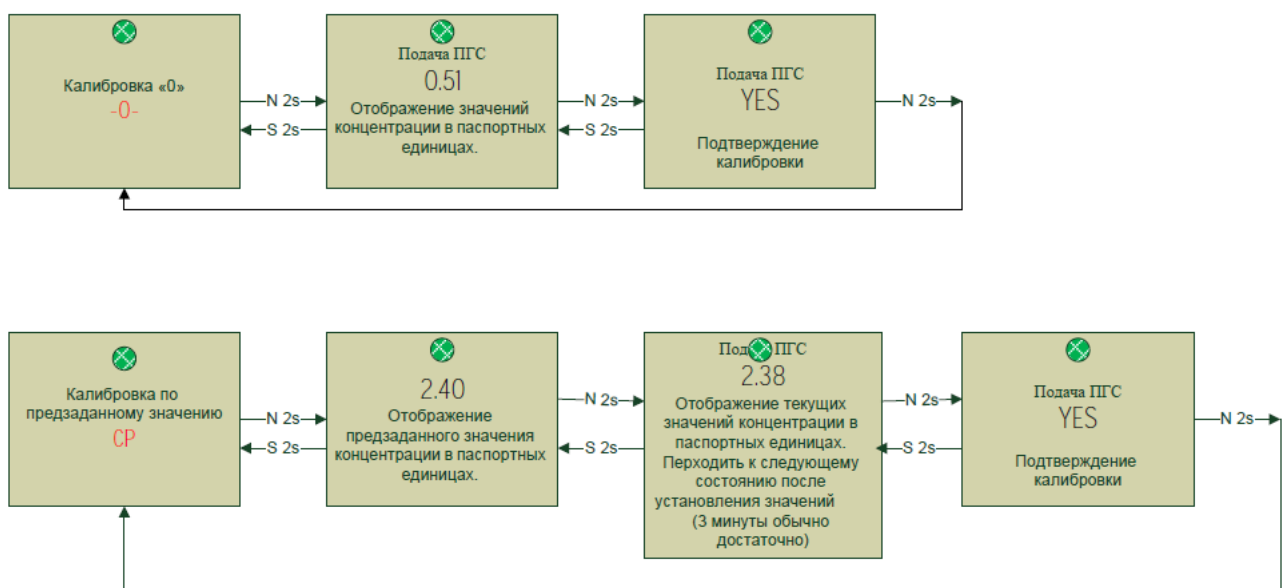 Калибровка «0»
-0-
N 2s
S 2s
Подача ПГС
0.51
Отображение значений
концентрации в паспортных
единицах.
N 2s
S 2s
Подача ПГС
YES
Подтверждение
калибровки
N 2s
Калибровка по
предзаданному значению
CP
N 2s
S 2s
2.40
Отображение
предзаданного значения
концентрации в паспортных
единицах.
N 2s
S 2s
Под ПГС
2.38
Отображение текущих
значений концентрации в
паспортных единицах.
Перходить к следующему
состоянию после
установления значений
(3 минуты обычно
достаточно)
N 2s
S 2s
Подача ПГС
YES
Подтверждение
калибровки
N 2s